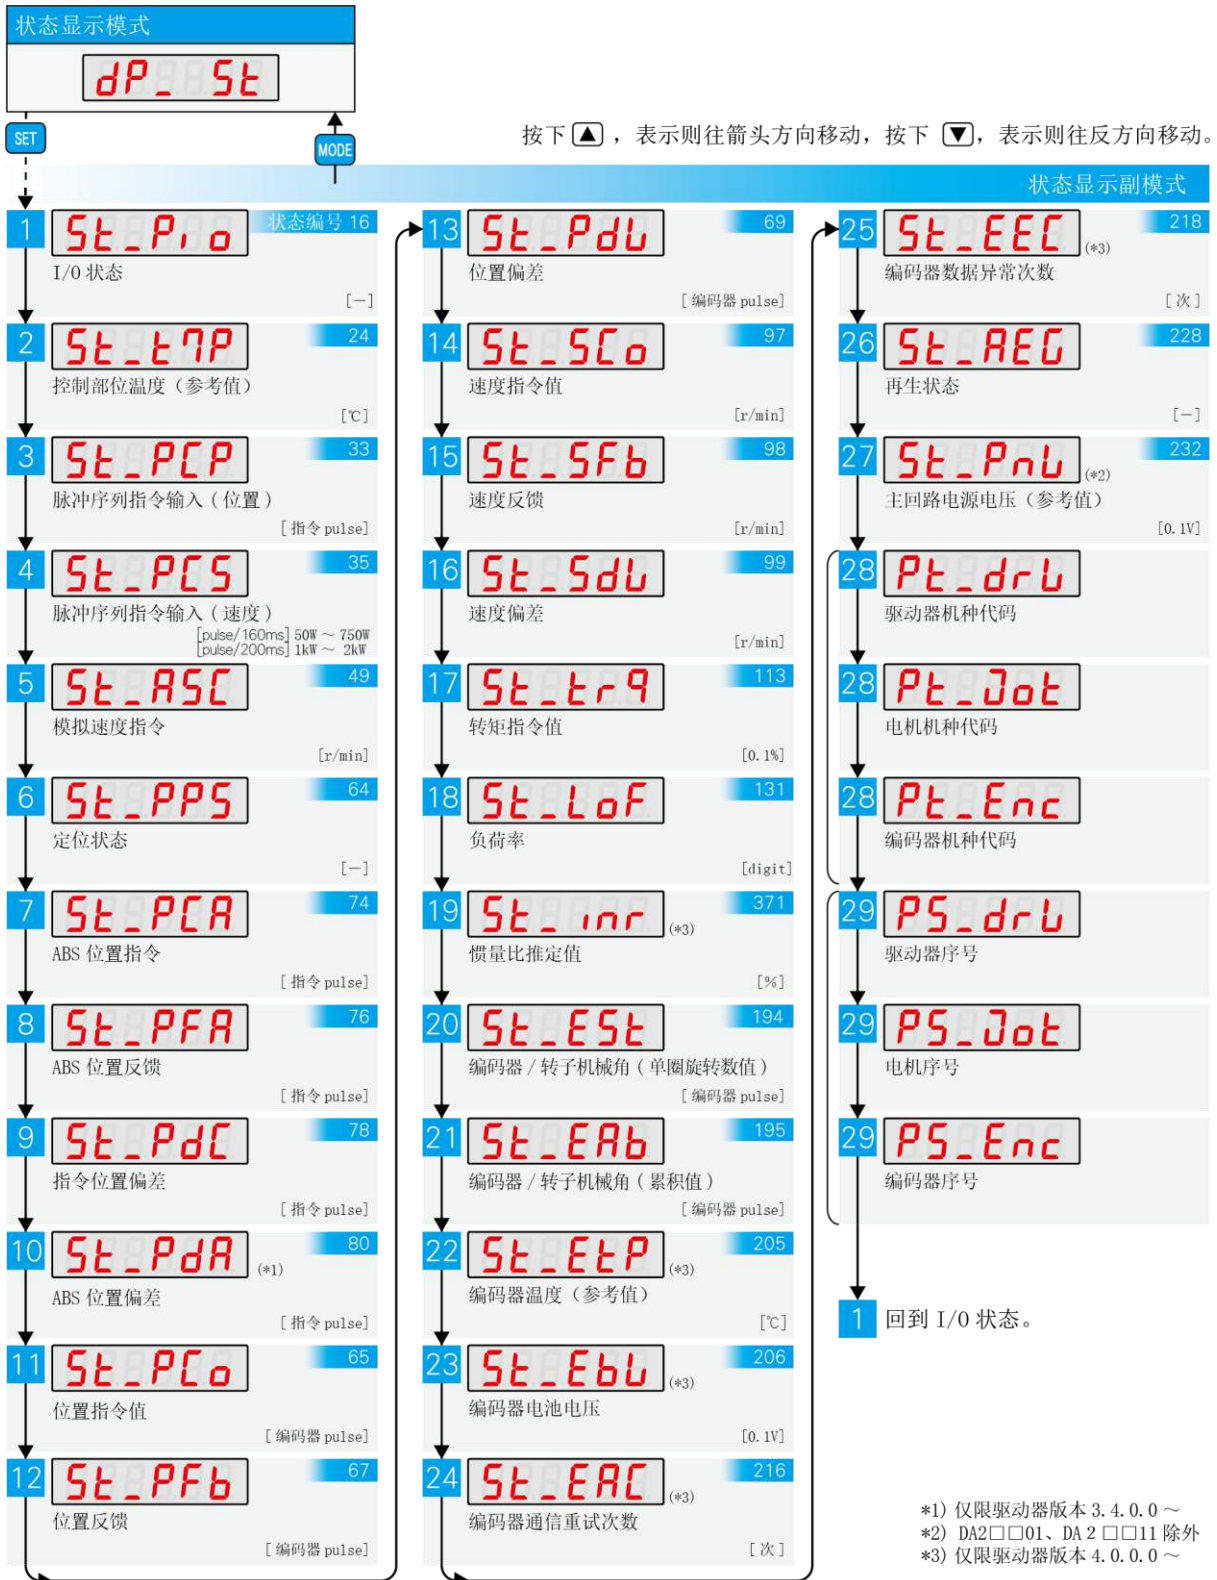 状态显示模式
dP_ St
SET
MODE
按下▲，表示则往箭头方向移动，按下 ▼，表示则往反方向移动。
状态显示副模式
1 St_Pio 状态编号 16
I/O 状态
[—]
2 St_t7P 24
控制部位温度（参考值）
[℃]
3 St_PCP 33
脉冲序列指令输入 ( 位置 )
[ 指令 pulse]
4 St_PCS 35
脉冲序列指令输入 ( 速度 )
[pulse/160ms] 50W ～ 750W
[pulse/200ms] 1kW ～ 2kW
5 St_ASC 49
模拟速度指令
[r/min]
6 St_PPS 64
定位状态
[—]
7 St_PCA 74
ABS 位置指令
[ 指令 pulse]
8 St_PFA 76
ABS 位置反馈
[ 指令 pulse]
9 St_PdC 78
指令位置偏差
[ 指令 pulse]
10 St_PdA (*1) 80
ABS 位置偏差
[ 指令 pulse]
11 St_PCo 65
位置指令值
[ 编码器 pulse]
12 St_PFb 67
位置反馈
[ 编码器 pulse]
13 St_PdU 69
位置偏差
[ 编码器 pulse]
14 St_SCo 97
速度指令值
[r/min]
15 St_SFb 98
速度反馈
[r/min]
16 St_SdU 99
速度偏差
[r/min]
17 St_trq 113
转矩指令值
[0.1%]
18 St_LoF 131
负荷率
[digit]
19 St_inr (*3) 371
惯量比推定值
[%]
20 St_ESt 194
编码器 / 转子机械角 ( 单圈旋转数值 )
[ 编码器 pulse]
21 St_EAb 195
编码器 / 转子机械角 ( 累积值 )
[ 编码器 pulse]
22 St_EtP (*3) 205
编码器温度（参考值）
[℃]
23 St_EbU (*3) 206
编码器电池电压
[0.1V]
24 St_EAC (*3) 216
编码器通信重试次数
[ 次 ]
25 St_EEC (*3) 218
编码器数据异常次数
[ 次 ]
26 St_AEG 228
再生状态
[—]
27 St_PnU (*2) 232
主回路电源电压（参考值）
[0.1V]
28 Pt_drU
驱动器机种代码
28 Pt_Jot
电机机种代码
28 Pt_Enc
编码器机种代码
29 PS_drU
驱动器序号
29 PS_Jot
电机序号
29 PS_Enc
编码器序号
1 回到 I/O 状态。
*1) 仅限驱动器版本 3.4.0.0 ～
*2) DA2□□01、DA2□□11 除外
*3) 仅限驱动器版本 4.0.0.0 ～